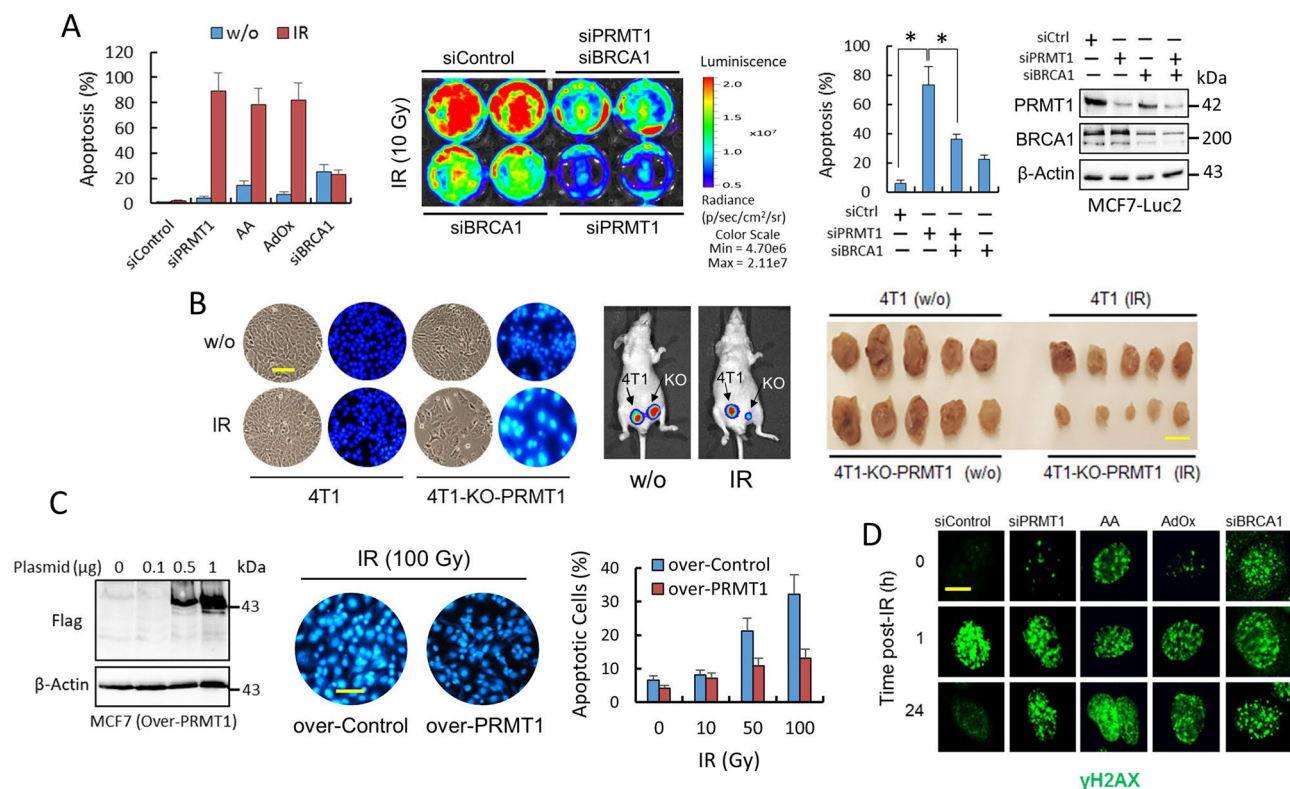 A
w/o IR
Apoptosis (%)
120
100
80
60
40
20
0
siControl
siPRMT1
AA
AdOx
siBRCA1
IR (10 Gy)
siControl
siPRMT1
siBRCA1
siBRCA1
siPRMT1
Luminiscence
2.0
1.5
x10⁷
1.0
0.5
Radiance
(p/sec/cm²/sr)
Color Scale
Min = 4.70e6
Max = 2.11e7
Apoptosis (%)
100
80
60
40
20
0
* *
siCtrl + − − −
siPRMT1 − + + −
siBRCA1 − − + +
siCtrl + − − −
siPRMT1 − + − +
siBRCA1 − − + + kDa
PRMT1 42
BRCA1 200
β-Actin 43
MCF7-Luc2
B
w/o
IR
4T1
4T1-KO-PRMT1
4T1 KO
4T1 KO
w/o
IR
4T1 (w/o)
4T1 (IR)
4T1-KO-PRMT1 (w/o)
4T1-KO-PRMT1 (IR)
C
Plasmid (μg) 0 0.1 0.5 1 kDa
Flag 43
β-Actin 43
MCF7 (Over-PRMT1)
IR (100 Gy)
over-Control
over-PRMT1
Apoptotic Cells (%)
40
30
20
10
0
over-Control
over-PRMT1
0 10 50 100
IR (Gy)
D
siControl siPRMT1 AA AdOx siBRCA1
Time post-IR (h)
0
1
24
γH2AX